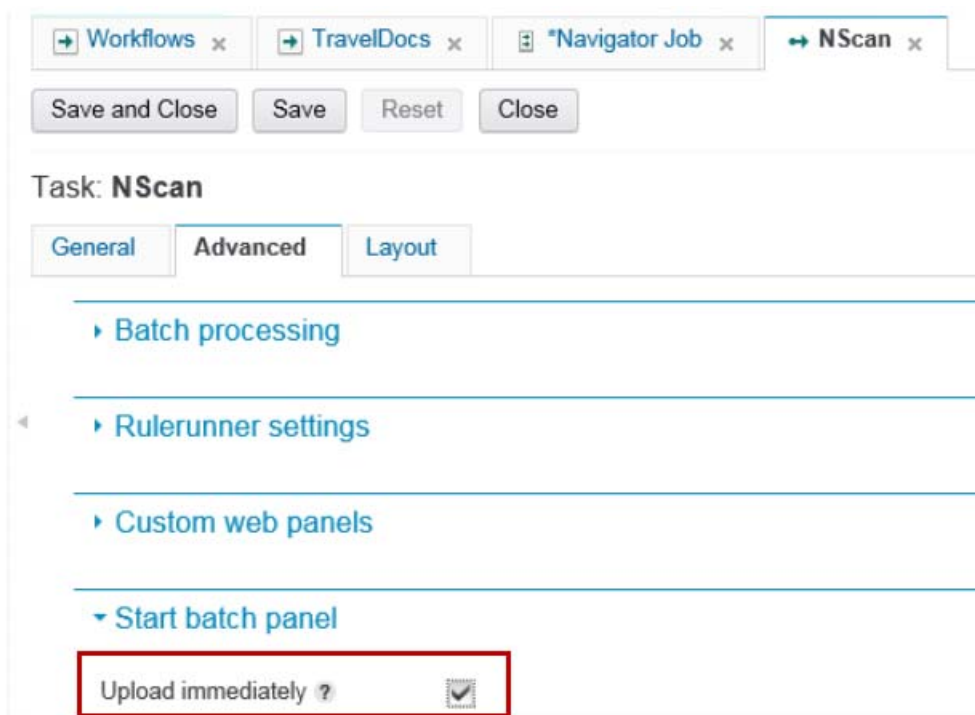 Workflows x TravelDocs x *Navigator Job x NScan x
Save and Close Save Reset Close
Task: NScan
General Advanced Layout
Batch processing
Rulerunner settings
Custom web panels
Start batch panel
Upload immediately ?